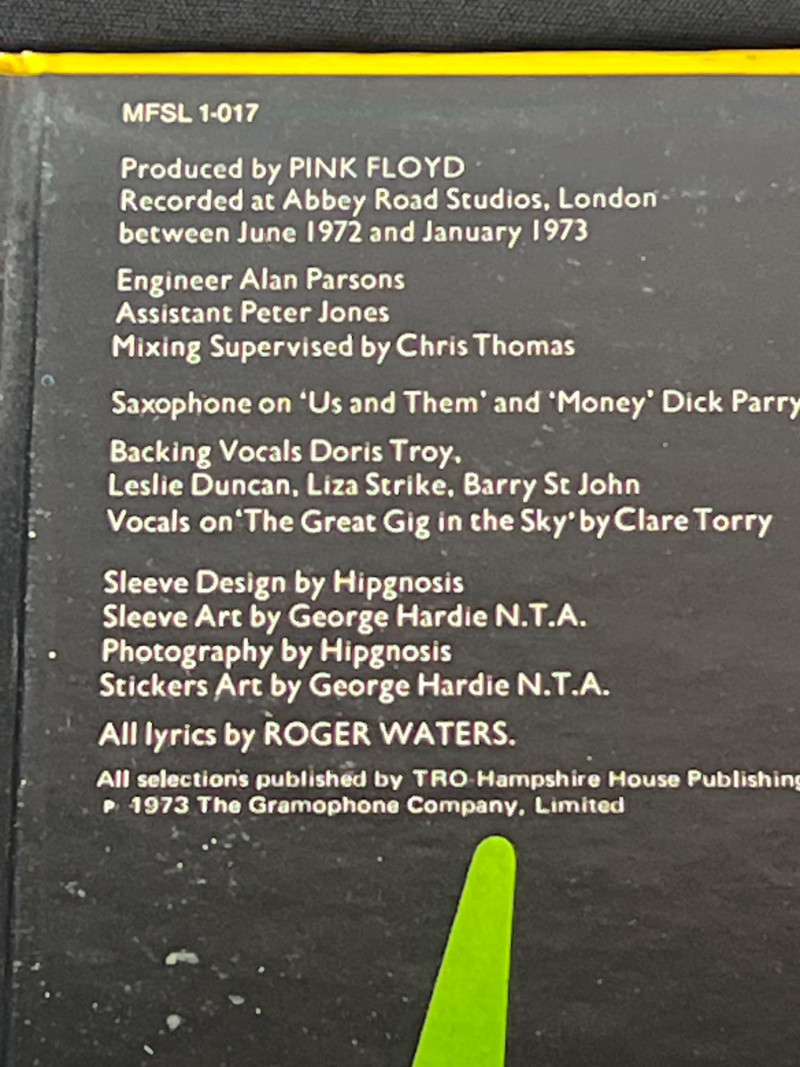 MFSL 1-017
Produced by PINK FLOYD
Recorded at Abbey Road Studios, London
between June 1972 and January 1973
Engineer Alan Parsons
Assistant Peter Jones
Mixing Supervised by Chris Thomas
Saxophone on 'Us and Them' and 'Money' Dick Parry
Backing Vocals Doris Troy,
Leslie Duncan, Liza Strike, Barry St John
Vocals on 'The Great Gig in the Sky' by Clare Torry
Sleeve Design by Hipgnosis
Sleeve Art by George Hardie N.T.A.
Photography by Hipgnosis
Stickers Art by George Hardie N.T.A.
All lyrics by ROGER WATERS.
All selections published by TRO Hampshire House Publishing
P 1973 The Gramophone Company, Limited